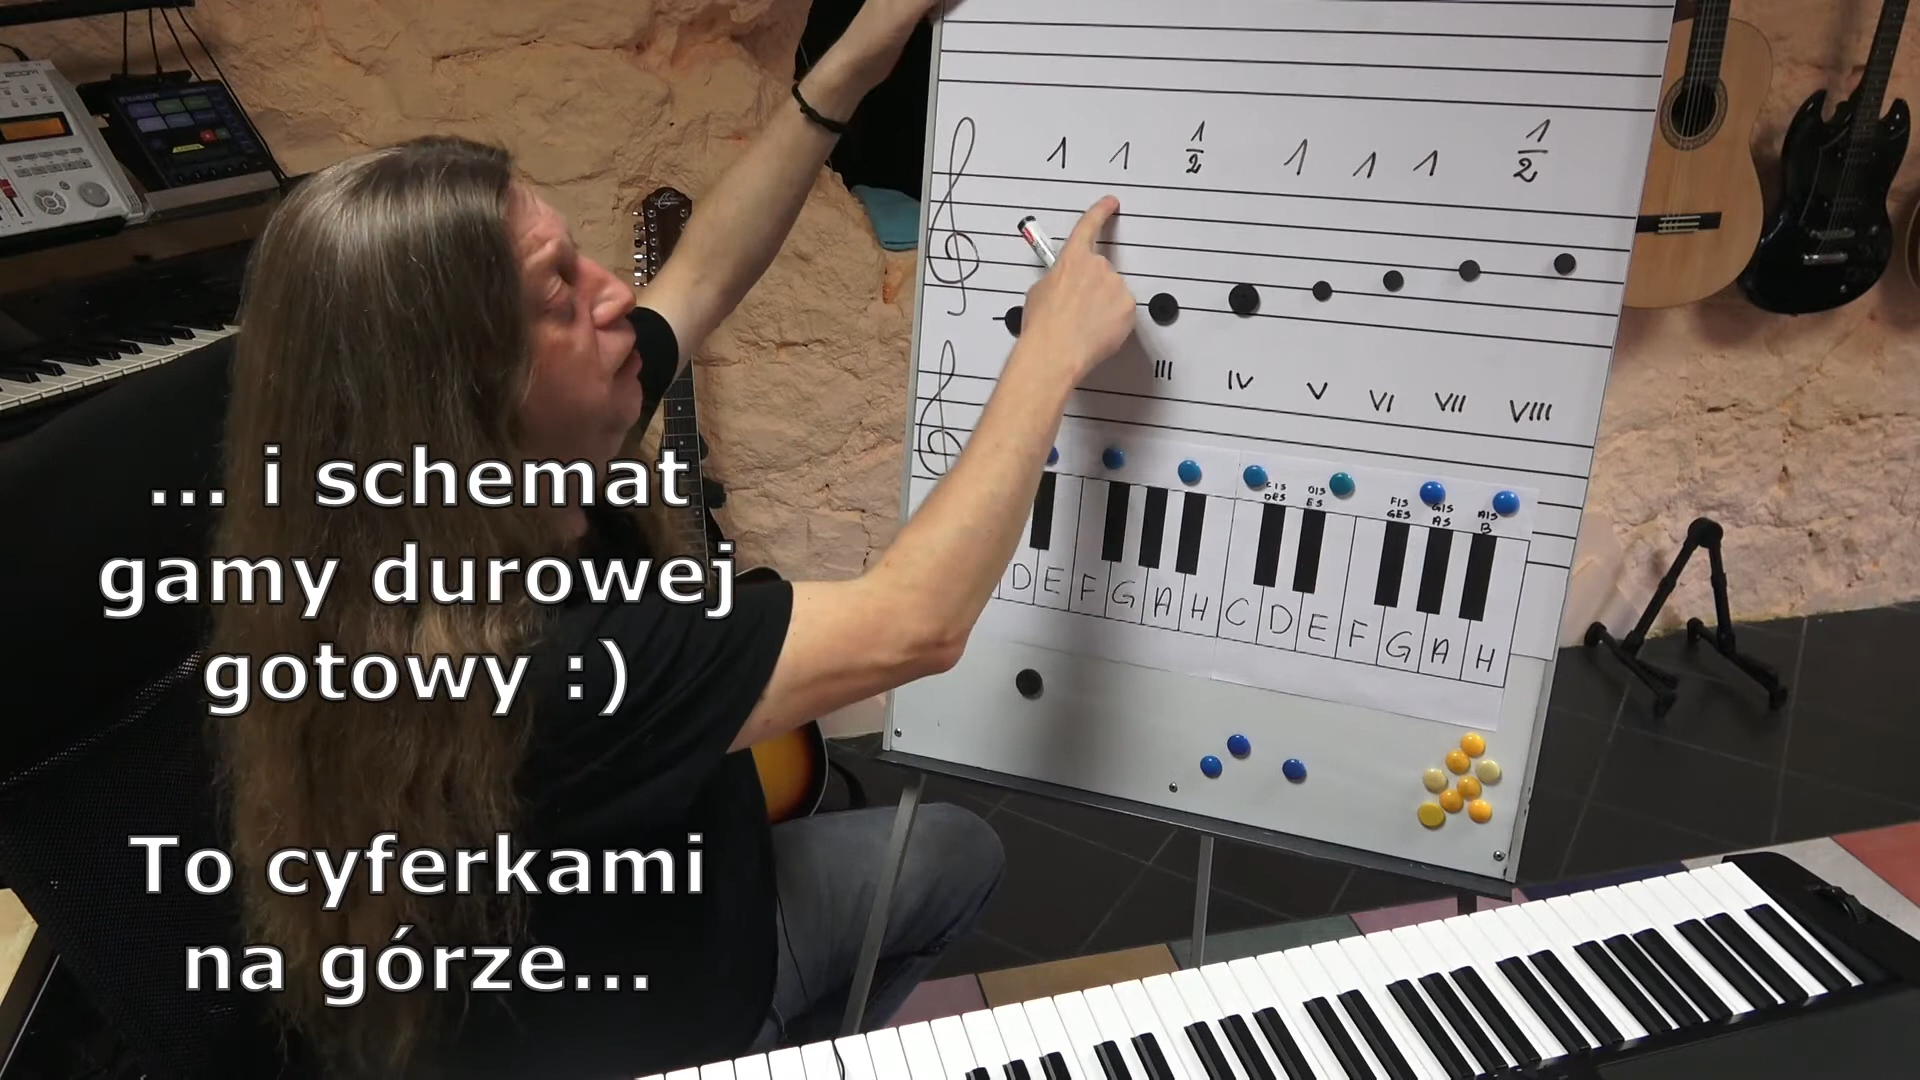 ZOOM
1 1 1/2 1 1 1 1/2
III IV V VI VII VIII
CIS DIS FIS GIS AIS
DES ES GES AS B
D E F G A H C D E F G A H
... i schemat
gamy durowej
gotowy :)
To cyferkami
na górze...